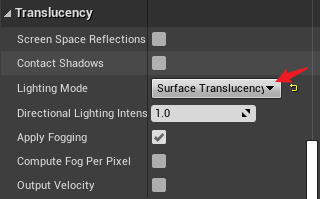 Translucency
Screen Space Reflections
Contact Shadows
Lighting Mode Surface Translucency
Directional Lighting Intens 1.0
Apply Fogging
Compute Fog Per Pixel
Output Velocity